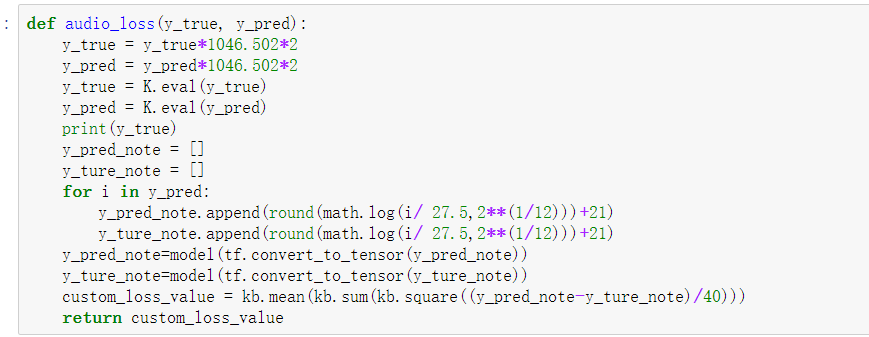 :
def audio_loss(y_true, y_pred):
    y_true = y_true*1046.502*2
    y_pred = y_pred*1046.502*2
    y_true = K.eval(y_true)
    y_pred = K.eval(y_pred)
    print(y_true)
    y_pred_note = []
    y_ture_note = []
    for i in y_pred:
        y_pred_note.append(round(math.log(i/ 27.5,2**(1/12)))+21)
        y_ture_note.append(round(math.log(i/ 27.5,2**(1/12)))+21)
    y_pred_note=model(tf.convert_to_tensor(y_pred_note))
    y_ture_note=model(tf.convert_to_tensor(y_ture_note))
    custom_loss_value = kb.mean(kb.sum(kb.square((y_pred_note-y_ture_note)/40)))
    return custom_loss_value